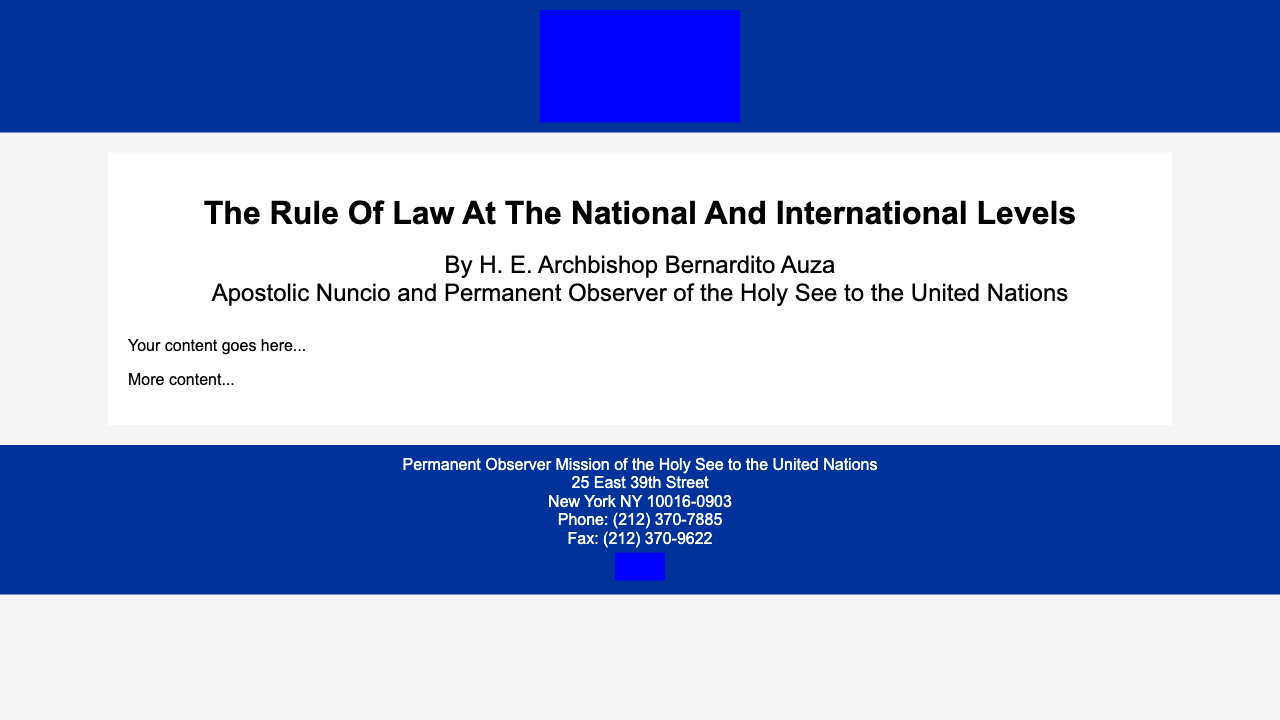 The Rule Of Law At The National And International Levels
By H. E. Archbishop Bernardito Auza
Apostolic Nuncio and Permanent Observer of the Holy See to the United Nations
Your content goes here...
More content...
Permanent Observer Mission of the Holy See to the United Nations
25 East 39th Street
New York NY 10016-0903
Phone: (212) 370-7885
Fax: (212) 370-9622